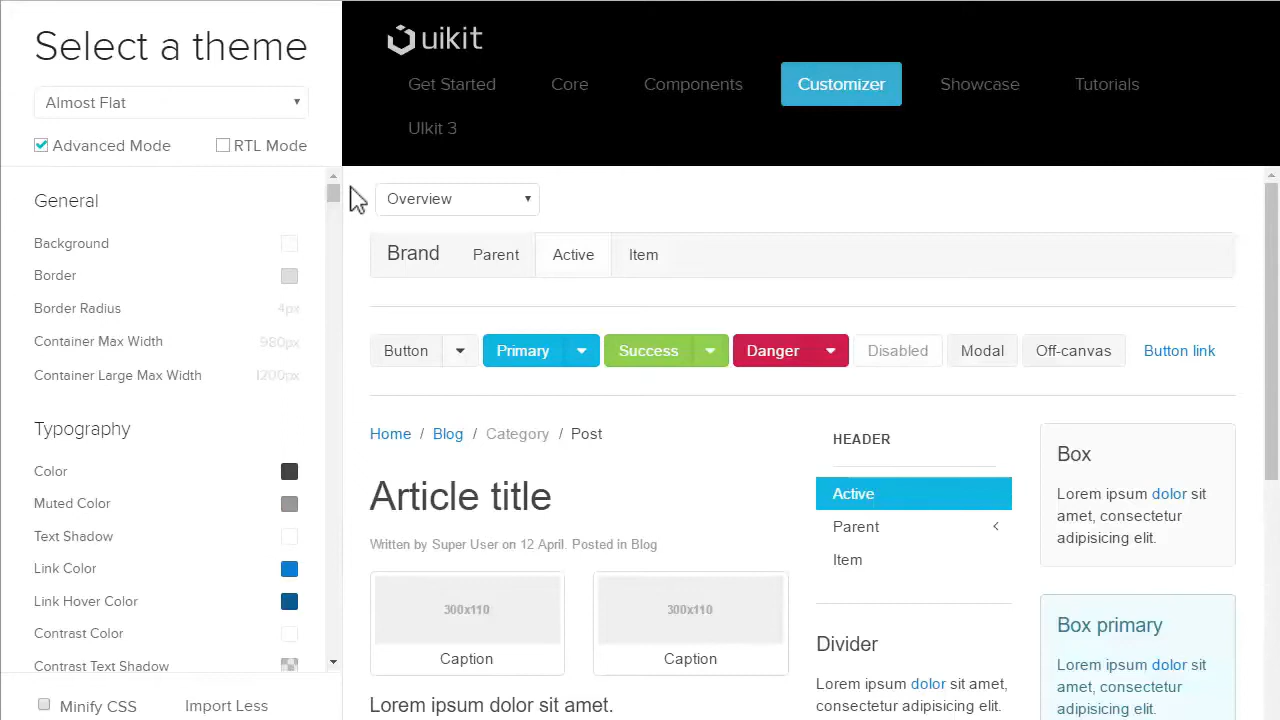 Select a theme
Almost Flat
Advanced Mode
RTL Mode
General
Background
Border
Border Radius 4px
Container Max Width 980px
Container Large Max Width 1200px
Typography
Color
Muted Color
Text Shadow
Link Color
Link Hover Color
Contrast Color
Contrast Text Shadow
Minify CSS Import Less
uikit
Get Started Core Components Customizer Showcase Tutorials
UIkit 3
Overview
Brand Parent Active Item
Button Primary Success Danger Disabled Modal Off-canvas Button link
Home / Blog / Category / Post
Article title
Written by Super User on 12 April. Posted in Blog
300x110 300x110
Caption Caption
Lorem ipsum dolor sit amet.
HEADER
Active
Parent
Item
Divider
Lorem ipsum dolor sit amet,
consectetur adipisicing elit.
Box
Lorem ipsum dolor sit
amet, consectetur
adipisicing elit.
Box primary
Lorem ipsum dolor sit
amet, consectetur
adipisicing elit.